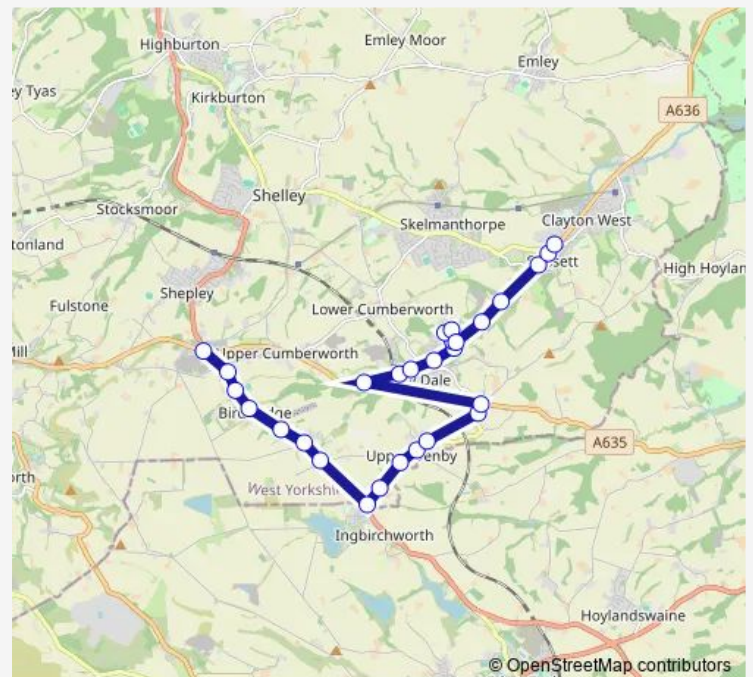 Emley Moor
Highburton
Emley
ey Tyas
Kirkburton
A636
Shelley
Stocksmoor
Skelmanthorpe
Clayton West
tonland
High Hoylan
Shepley
Fulstone
Lower Cumberworth
Mill
Upper Cumberworth
Dale
A635
West Yorkshi
Ingbirchworth
Hoylandswaine
© OpenStreetMap contributors